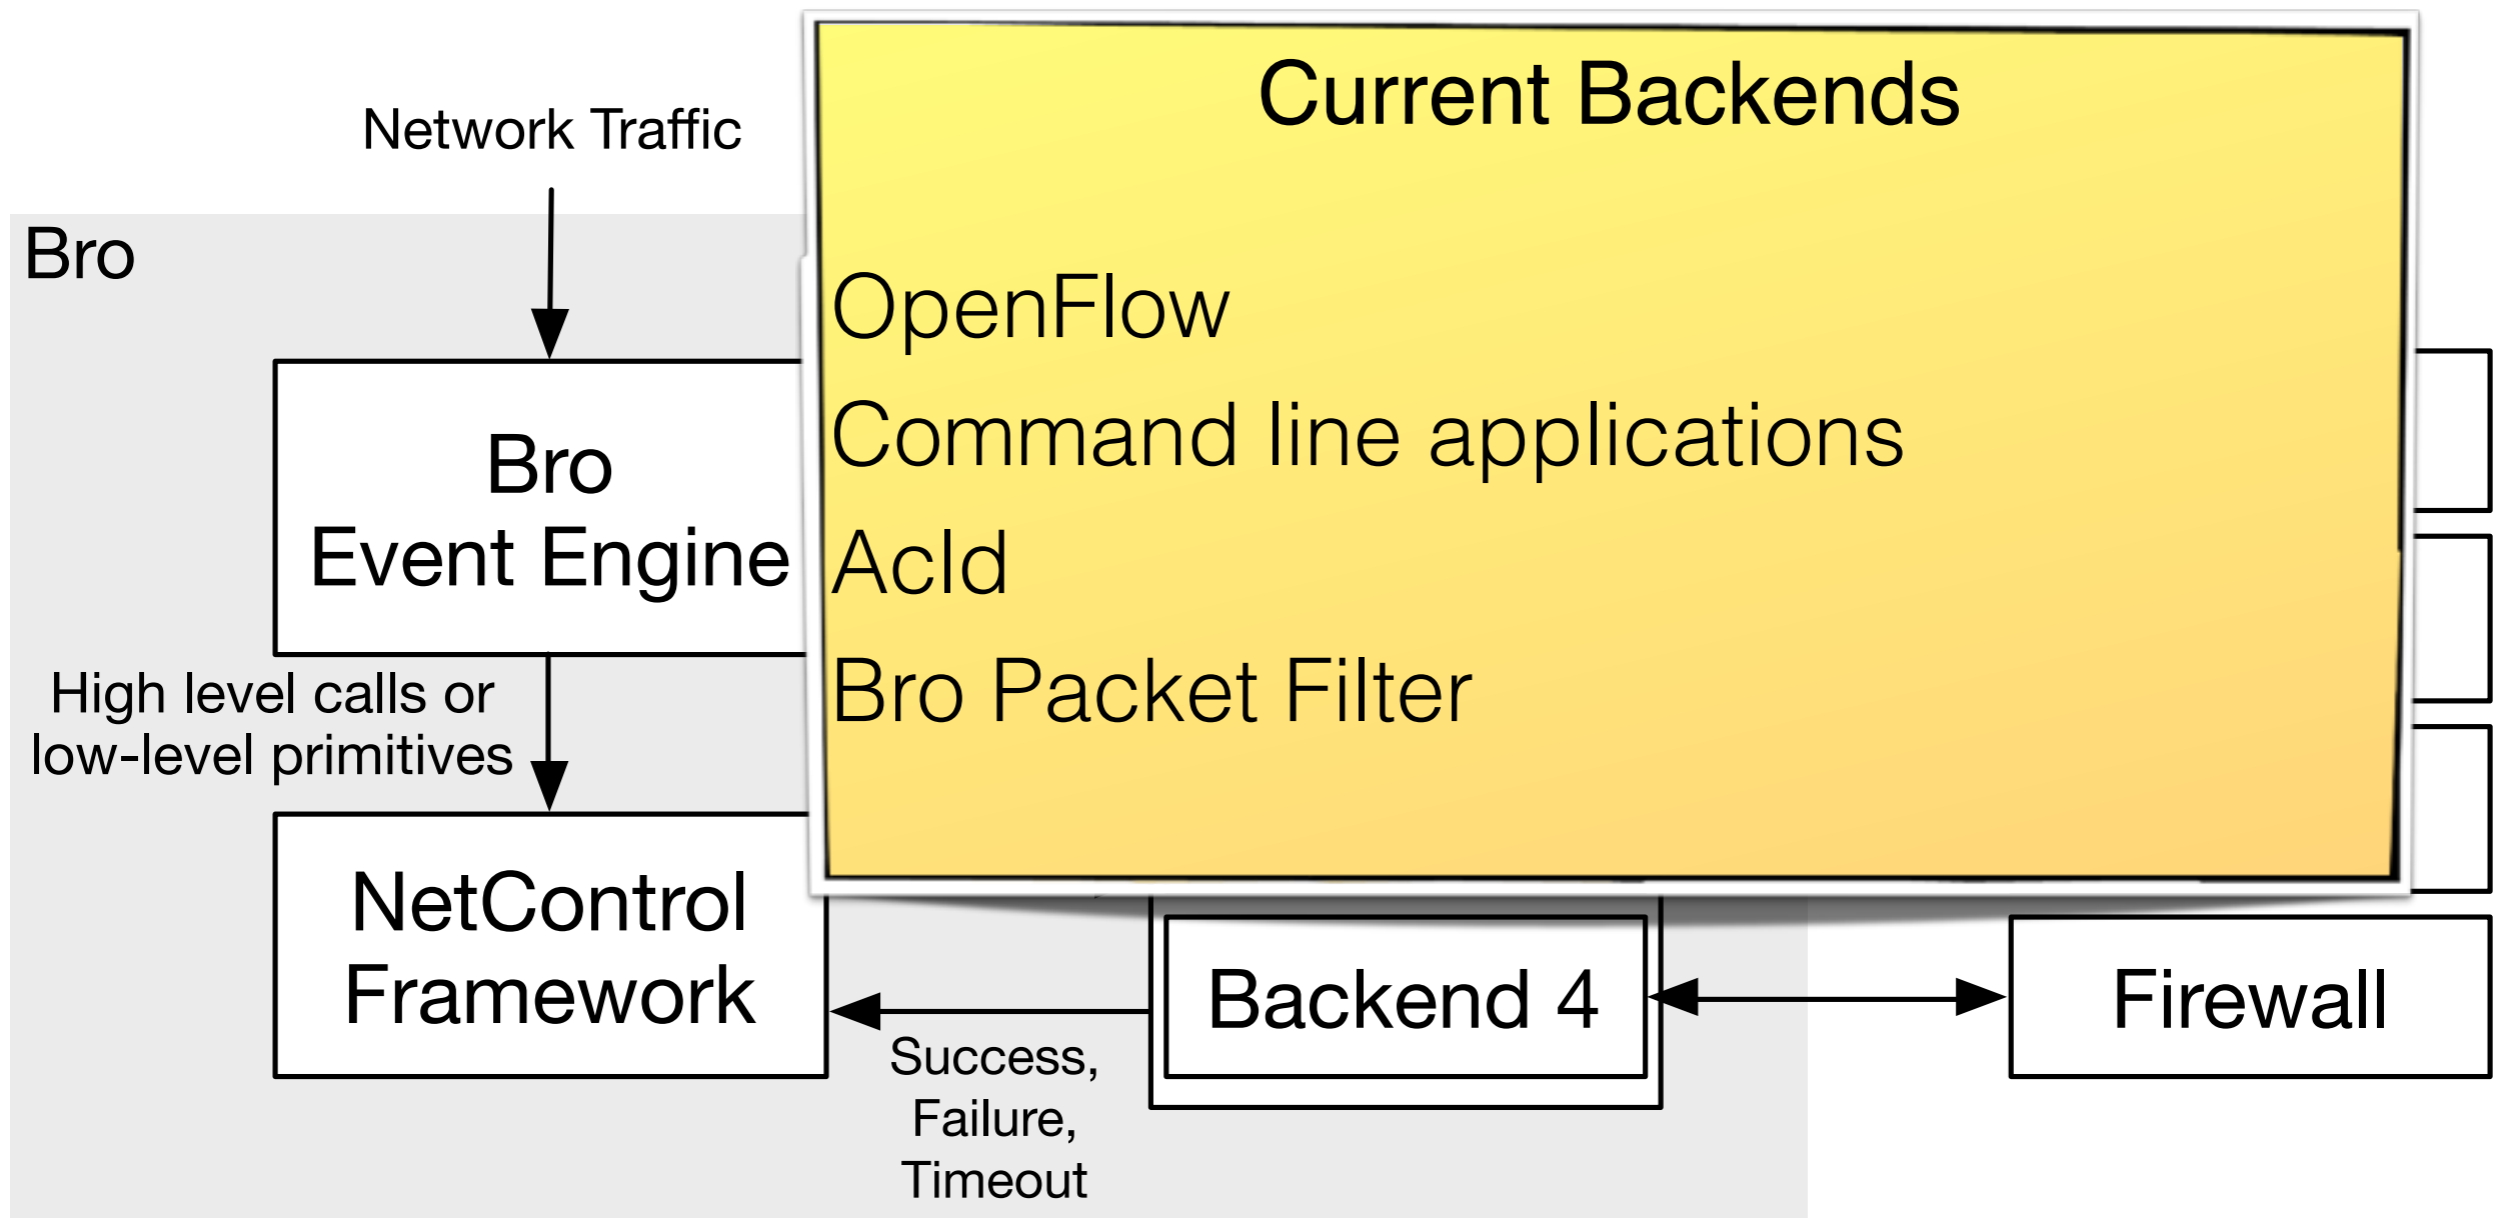 Current Backends
Network Traffic
Bro
OpenFlow
Command line applications
Acld
Bro Packet Filter
Bro
Event Engine
High level calls or
low-level primitives
NetControl
Framework
Backend 4
Firewall
Success,
Failure,
Timeout